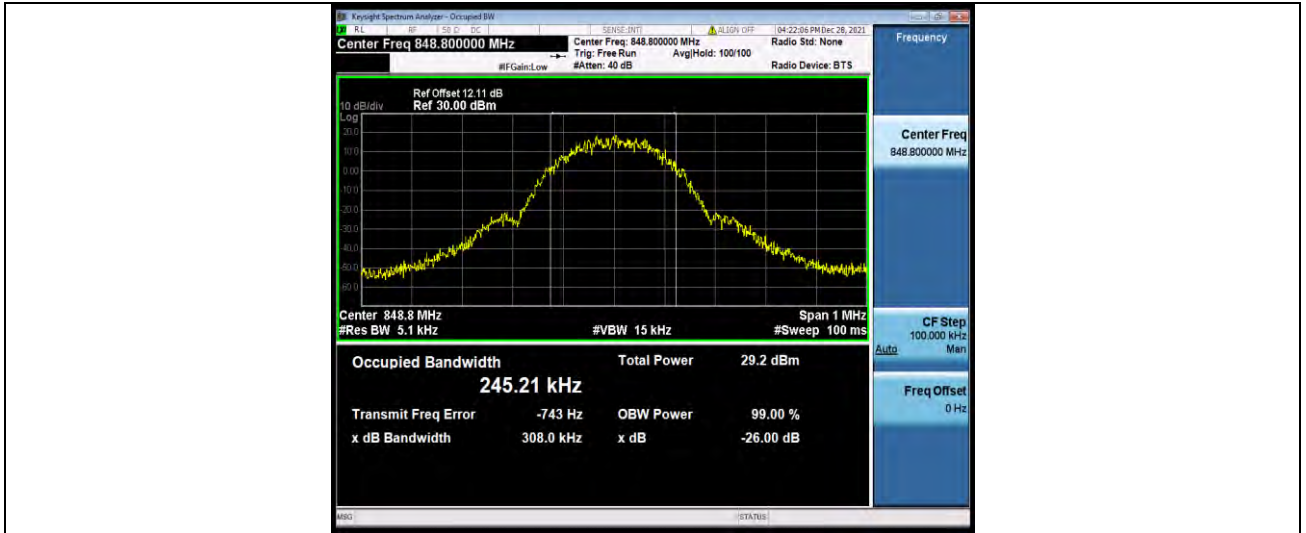 Keysight Spectrum Analyzer - Occupied BW
RL RF 50 Ω DC SENSE:INT ALIGN OFF 04:22:06 PM Dec 28, 2021
Center Freq 848.800000 MHz
Center Freq: 848.800000 MHz Radio Std: None
Trig: Free Run Avg|Hold: 100/100
#IFGain:Low #Atten: 40 dB Radio Device: BTS
Frequency
Ref Offset 12.11 dB
10 dB/div Ref 30.00 dBm
Log
20.0
10.0
0.00
-10.0
-20.0
-30.0
-40.0
-50.0
-60.0
Center Freq
848.800000 MHz
Center 848.8 MHz Span 1 MHz
#Res BW 5.1 kHz #VBW 15 kHz #Sweep 100 ms
CF Step
100.000 kHz
Auto Man
Occupied Bandwidth Total Power 29.2 dBm
245.21 kHz
Freq Offset
0 Hz
Transmit Freq Error -743 Hz OBW Power 99.00 %
x dB Bandwidth 308.0 kHz x dB -26.00 dB
MSG STATUS